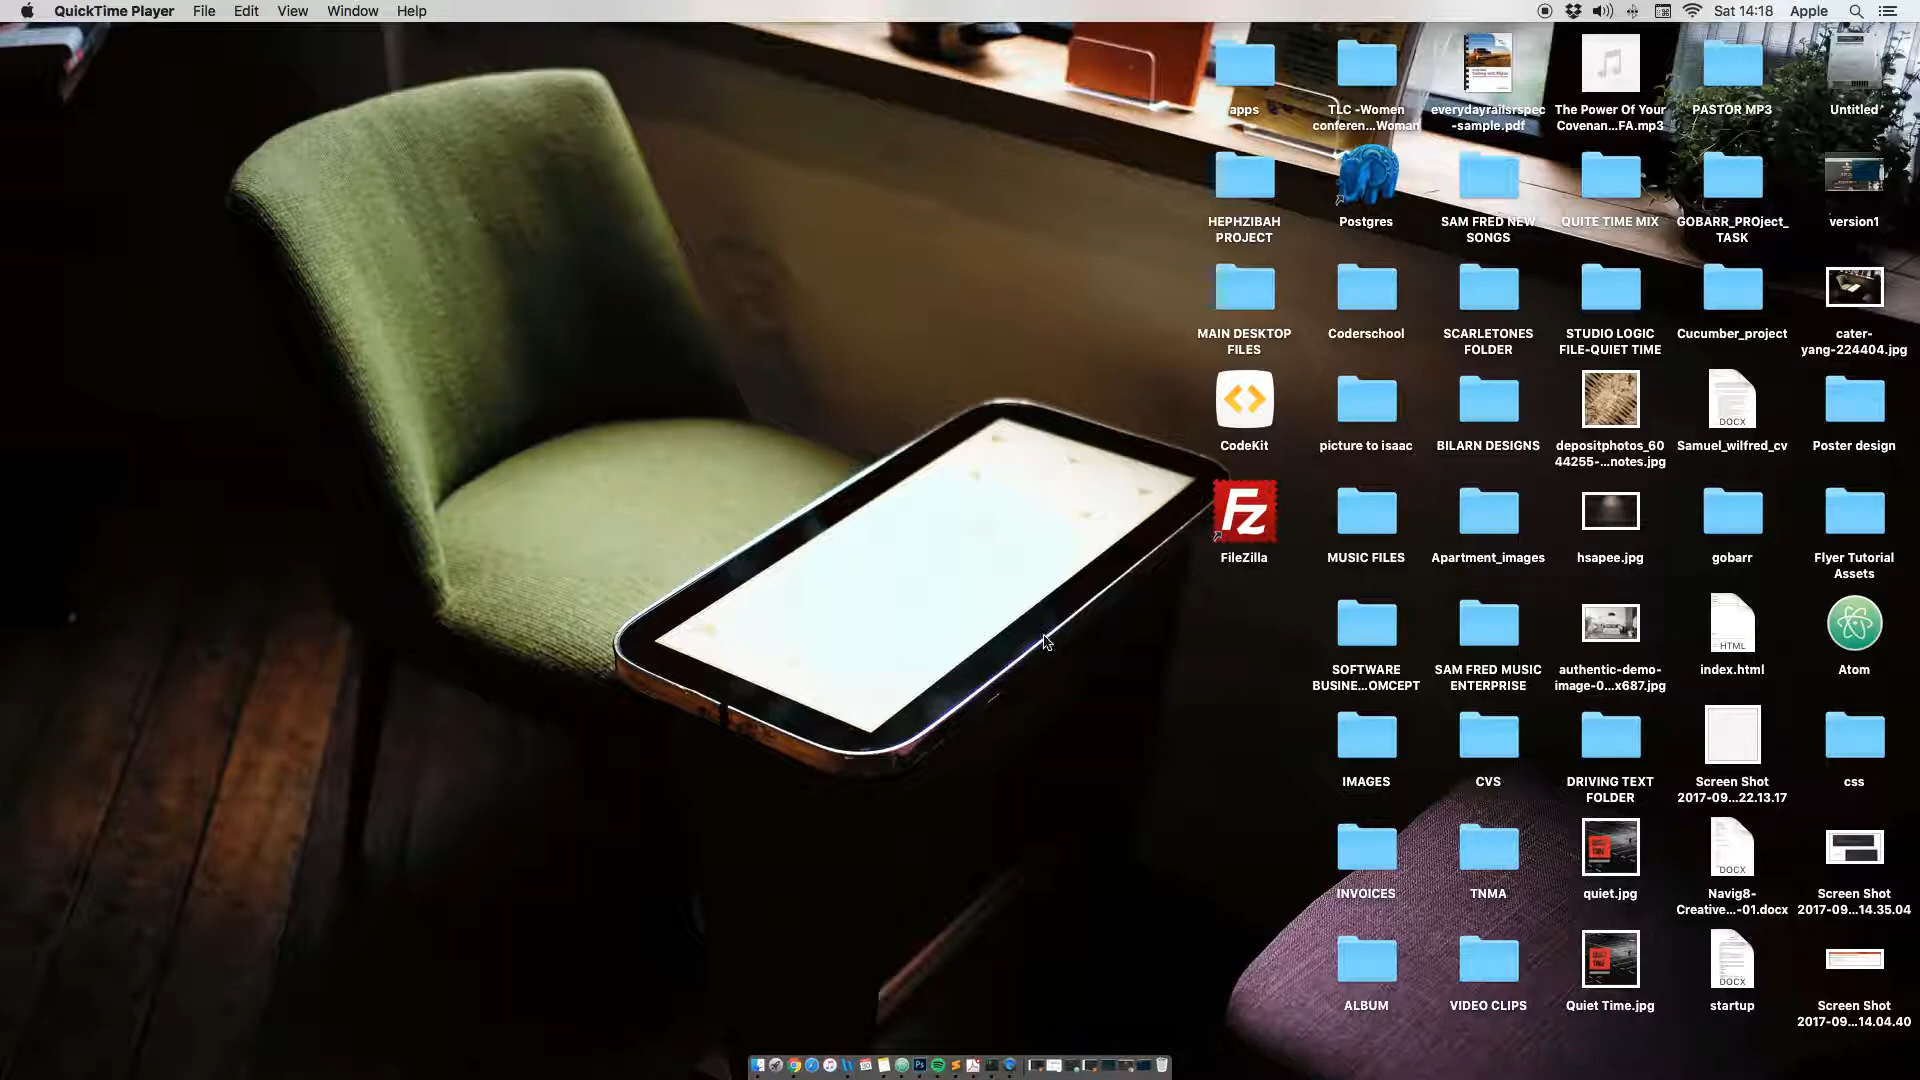 QuickTime Player File Edit View Window Help
Sat 14:18 Apple
apps
TLC -Women
conferen...Woman
everydayrailsrspec
-sample.pdf
The Power Of Your
Covenan...FA.mp3
PASTOR MP3
Untitled
HEPHZIBAH
PROJECT
Postgres
SAM FRED NEW
SONGS
QUITE TIME MIX
GOBARR_PROject_
TASK
version1
MAIN DESKTOP
FILES
Coderschool
SCARLETONES
FOLDER
STUDIO LOGIC
FILE-QUIET TIME
Cucumber_project
cater-
yang-224404.jpg
CodeKit
picture to isaac
BILARN DESIGNS
depositphotos_60
44255-...notes.jpg
DOCX
Samuel_wilfred_cv
Poster design
Fz
FileZilla
MUSIC FILES
Apartment_images
hsapee.jpg
gobarr
Flyer Tutorial
Assets
SOFTWARE
BUSINE...OMCEPT
SAM FRED MUSIC
ENTERPRISE
authentic-demo-
image-0...x687.jpg
HTML
index.html
Atom
IMAGES
CVS
DRIVING TEXT
FOLDER
Screen Shot
2017-09...22.13.17
css
INVOICES
TNMA
quiet.jpg
DOCX
Navig8-
Creative...-01.docx
Screen Shot
2017-09...14.35.04
ALBUM
VIDEO CLIPS
Quiet Time.jpg
DOCX
startup
Screen Shot
2017-09...14.04.40